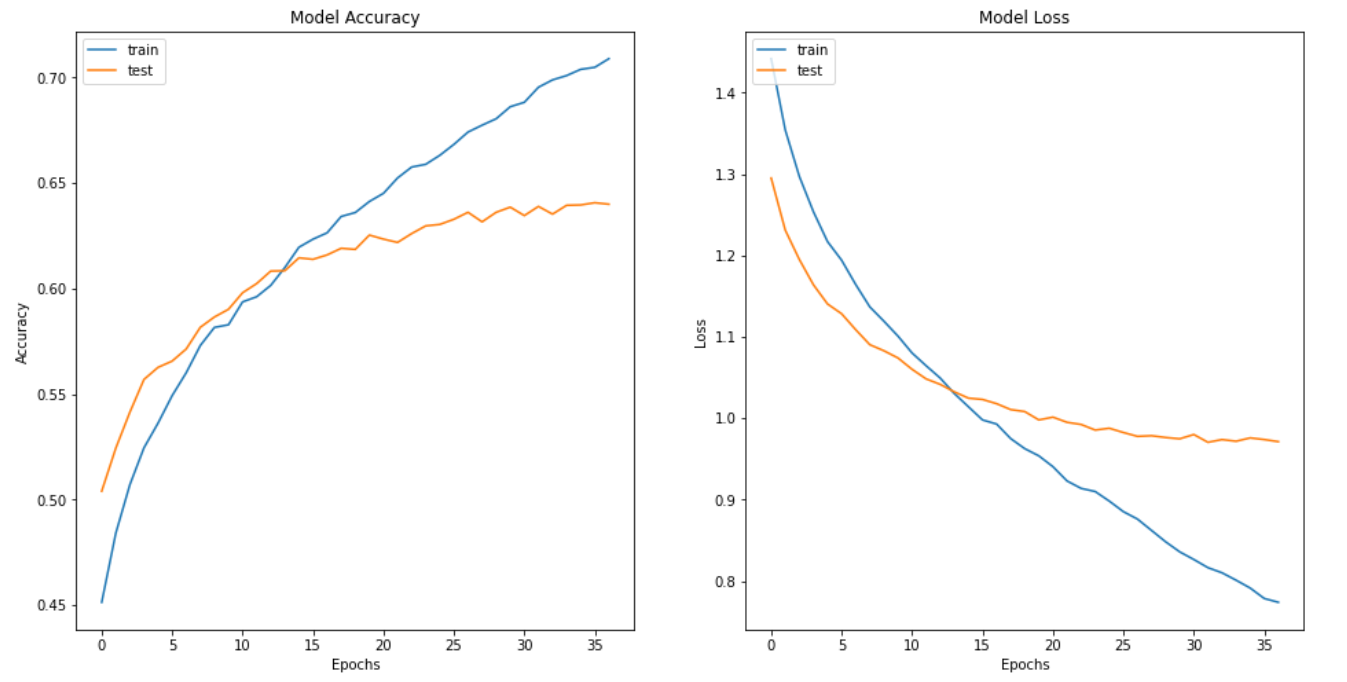 Model Accuracy
train
test
0.70
0.65
0.60
0.55
0.50
0.45
Accuracy
0 5 10 15 20 25 30 35
Epochs
Model Loss
train
test
1.4
1.3
1.2
1.1
1.0
0.9
0.8
Loss
0 5 10 15 20 25 30 35
Epochs